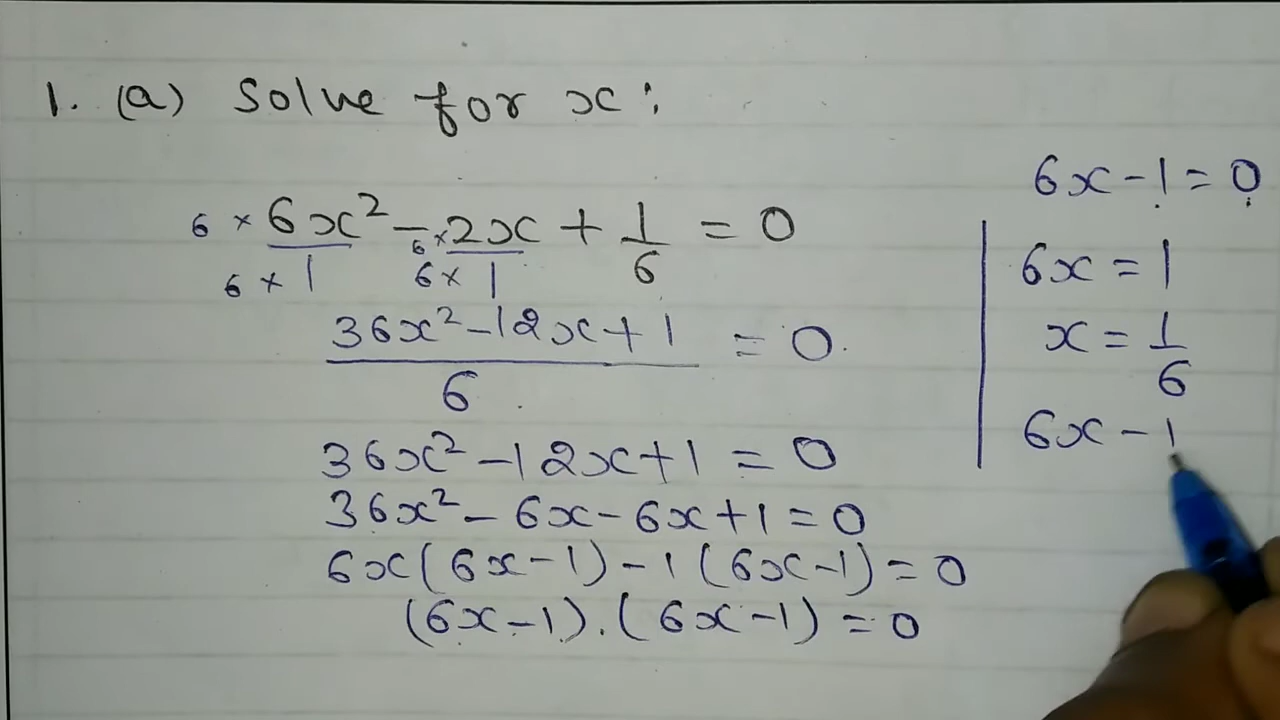 1. (a) Solve for x:
6 × 6x² - 6 × 2x + 1 = 0
6 × 1 6 × 1 6
36x² - 12x + 1 = 0
6
36x² - 12x + 1 = 0
36x² - 6x - 6x + 1 = 0
6x(6x - 1) - 1(6x - 1) = 0
(6x - 1).(6x - 1) = 0
6x - 1 = 0
6x = 1
x = 1
6
6x - 1